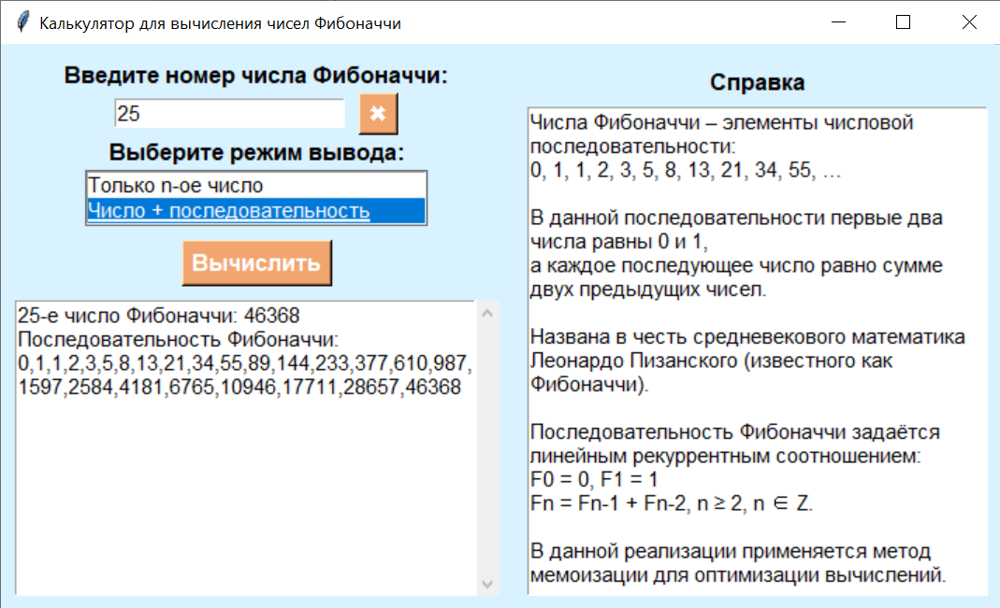 Калькулятор для вычисления чисел Фибоначчи
Введите номер числа Фибоначчи:
25
Выберите режим вывода:
Только n-ое число
Число + последовательность
Вычислить
25-е число Фибоначчи: 46368
Последовательность Фибоначчи:
0,1,1,2,3,5,8,13,21,34,55,89,144,233,377,610,987,
1597,2584,4181,6765,10946,17711,28657,46368
Справка
Числа Фибоначчи – элементы числовой
последовательности:
0, 1, 1, 2, 3, 5, 8, 13, 21, 34, 55, …
В данной последовательности первые два
числа равны 0 и 1,
а каждое последующее число равно сумме
двух предыдущих чисел.
Названа в честь средневекового математика
Леонардо Пизанского (известного как
Фибоначчи).
Последовательность Фибоначчи задаётся
линейным рекуррентным соотношением:
F0 = 0, F1 = 1
Fn = Fn-1 + Fn-2, n ≥ 2, n ∈ Z.
В данной реализации применяется метод
мемоизации для оптимизации вычислений.